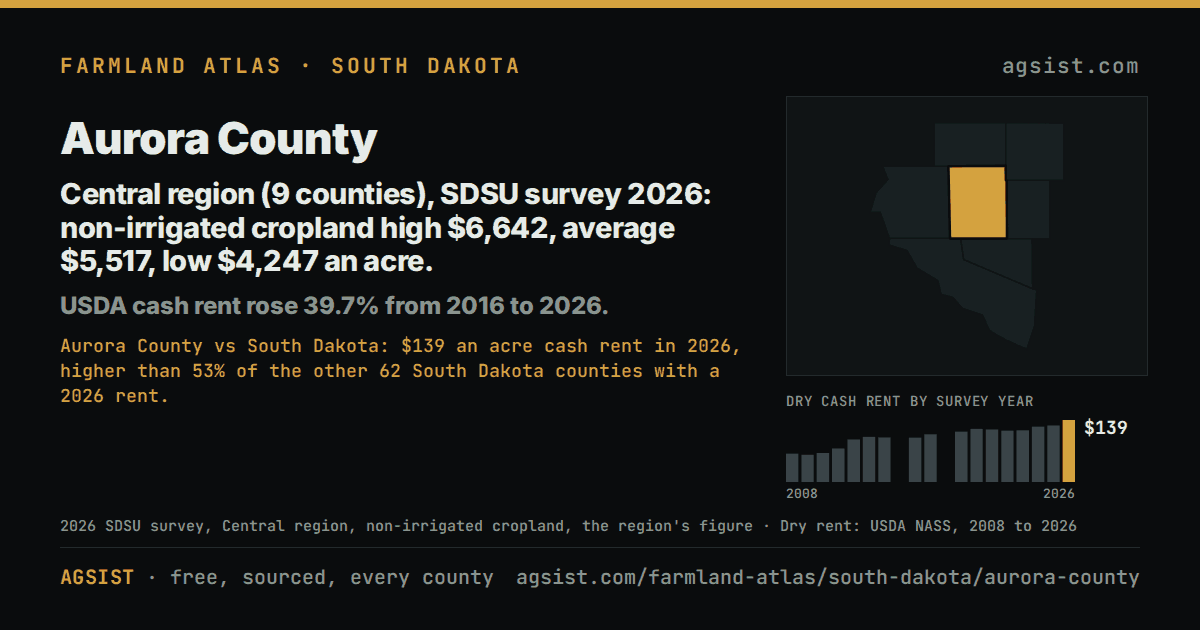 FARMLAND ATLAS · SOUTH DAKOTA
agsist.com
Aurora County
Central region (9 counties), SDSU survey 2026:
non-irrigated cropland high $6,642, average
$5,517, low $4,247 an acre.
USDA cash rent rose 39.7% from 2016 to 2026.
Aurora County vs South Dakota: $139 an acre cash rent in 2026,
higher than 53% of the other 62 South Dakota counties with a
2026 rent.
DRY CASH RENT BY SURVEY YEAR
$139
2008
2026
2026 SDSU survey, Central region, non-irrigated cropland, the region's figure · Dry rent: USDA NASS, 2008 to 2026
AGSIST · free, sourced, every county
agsist.com/farmland-atlas/south-dakota/aurora-county